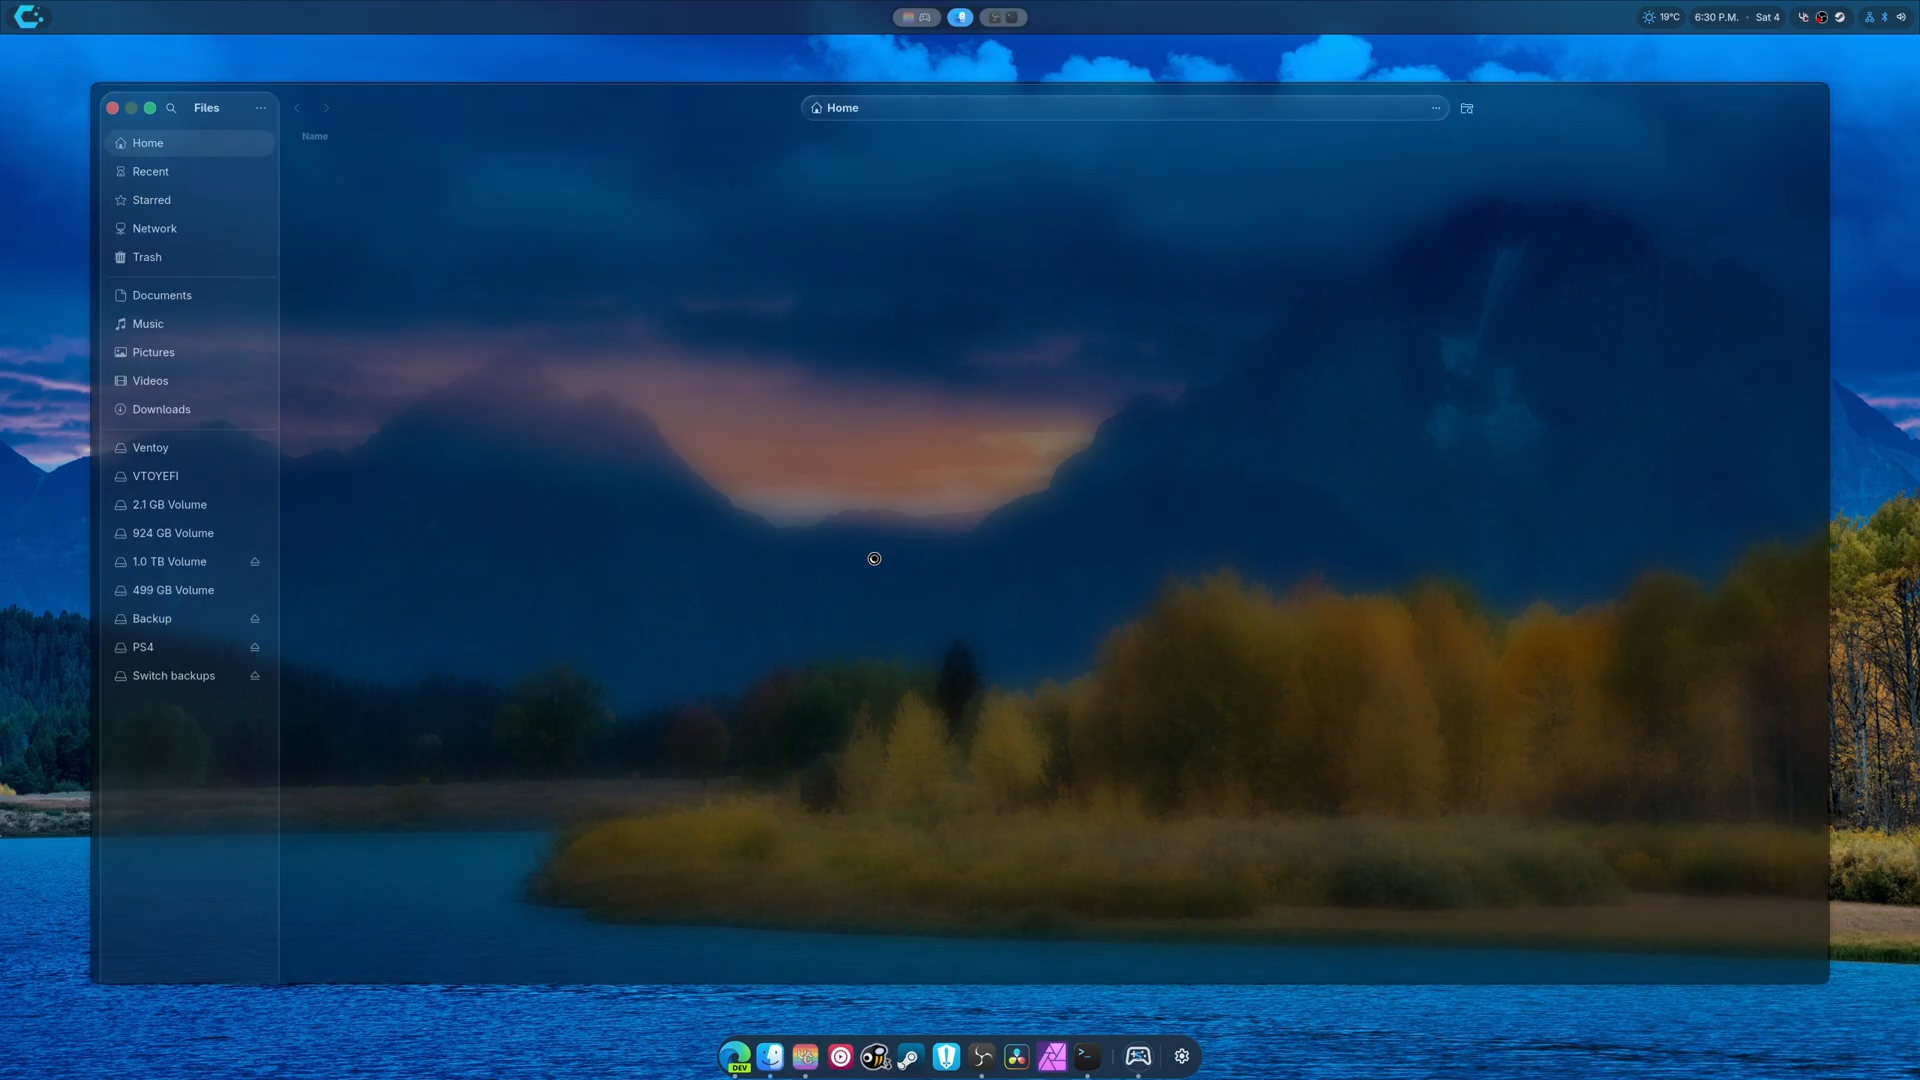 19°C
6:30 P.M. • Sat 4
Files
Home
Name
Home
Recent
Starred
Network
Trash
Documents
Music
Pictures
Videos
Downloads
Ventoy
VTOYEFI
2.1 GB Volume
924 GB Volume
1.0 TB Volume
499 GB Volume
Backup
PS4
Switch backups
DEV